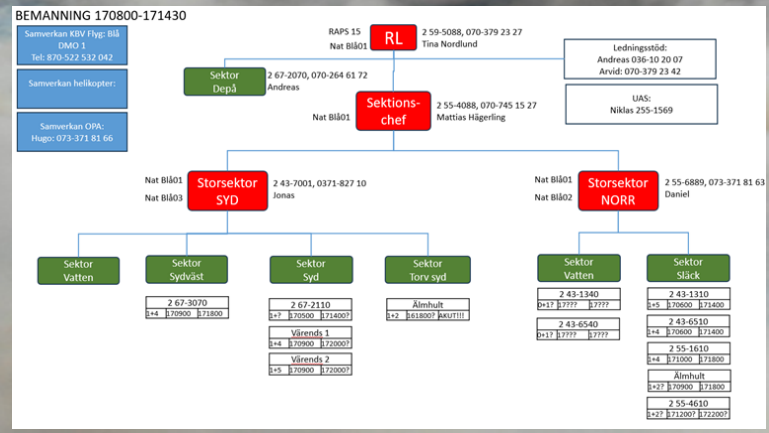 BEMANNING 170800-171430
Samverkan KBV Flyg: Blå
DMO 1
Tel: 870-522 532 042
Samverkan helikopter:
Samverkan OPA:
Hugo: 073-371 81 66
RAPS 15
Nat Blå01
RL
2 59-5088, 070-379 23 27
Tina Nordlund
Ledningsstöd:
Andreas 036-10 20 07
Arvid: 070-379 23 42
Sektor
Depå
2 67-2070, 070-264 61 72
Andreas
UAS:
Niklas 255-1569
Nat Blå01
Sektions-
chef
2 55-4088, 070-745 15 27
Mattias Hägerling
Nat Blå01
Nat Blå03
Storsektor
SYD
2 43-7001, 0371-827 10
Jonas
Nat Blå01
Nat Blå02
Storsektor
NORR
2 55-6889, 073-371 81 63
Daniel
Sektor
Vatten
Sektor
Sydväst
2 67-3070
1+4 170900 171800
Sektor
Syd
2 67-2110
1+? 170500 171400?
Värends 1
1+4 170900 172000?
Värends 2
1+5 170900 172000?
Sektor
Torv syd
Älmhult
1+2 161800? AKUT!!!
Sektor
Vatten
2 43-1340
0+1? 17??? 17???
2 43-6540
0+1? 17??? 17???
Sektor
Släck
2 43-1310
1+5 170600 171400
2 43-6510
1+4 170600 171400
2 55-1610
1+4 171000 171800
Älmhult
1+2? 170900 171800
2 55-4610
1+2? 171200? 172200?